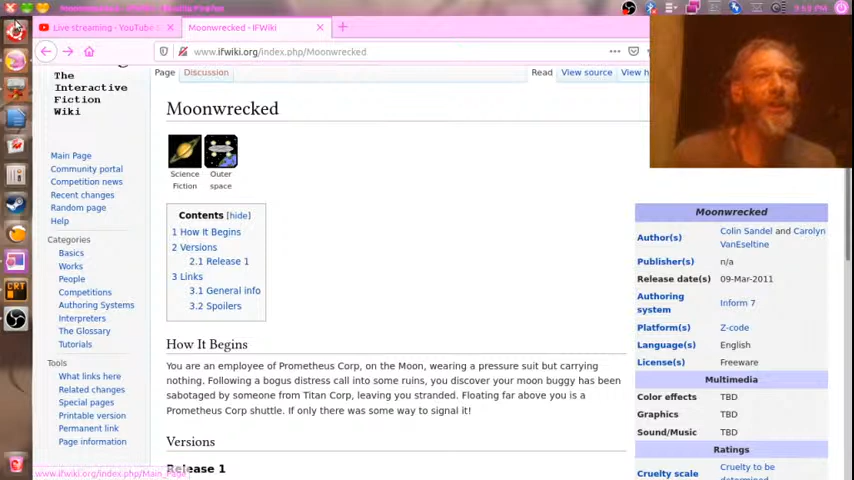 Live streaming - YouTube
Moonwrecked - IFWiki
www.ifwiki.org/index.php/Moonwrecked
The
Interactive
Fiction
Wiki
Page
Discussion
Read
View source
View h
Moonwrecked
Science
Fiction
Outer
space
Contents [hide]
1 How It Begins
2 Versions
2.1 Release 1
3 Links
3.1 General info
3.2 Spoilers
How It Begins
You are an employee of Prometheus Corp, on the Moon, wearing a pressure suit but carrying
nothing. Following a bogus distress call into some ruins, you discover your moon buggy has been
sabotaged by someone from Titan Corp, leaving you stranded. Floating far above you is a
Prometheus Corp shuttle. If only there was some way to signal it!
Versions
Release 1
Main Page
Community portal
Competition news
Recent changes
Random page
Help
Categories
Basics
Works
People
Competitions
Authoring Systems
Interpreters
The Glossary
Tutorials
Tools
What links here
Related changes
Special pages
Printable version
Permanent link
Page information
www.ifwiki.org/index.php/Main_Page
CRT
Moonwrecked
Author(s)
Colin Sandel and Carolyn
VanEseltine
Publisher(s)
n/a
Release date(s)
09-Mar-2011
Authoring
system
Inform 7
Platform(s)
Z-code
Language(s)
English
License(s)
Freeware
Multimedia
Color effects
TBD
Graphics
TBD
Sound/Music
TBD
Ratings
Cruelty scale
Cruelty to be
determined